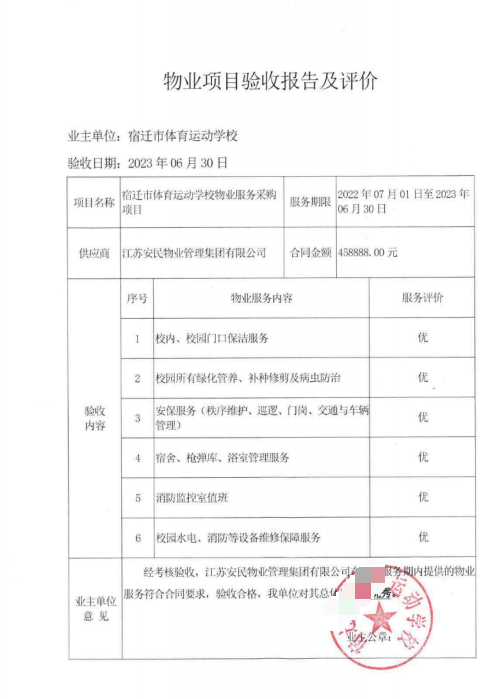 物业项目验收报告及评价
业主单位：宿迁市体育运动学校
验收日期：2023年06月30日
项目名称
宿迁市体育运动学校物业服务采购
项目
服务期限
2022年07月01日至2023年
06月30日
供应商
江苏安民物业管理集团有限公司
合同金额
458888.00元
验收
内容
序号 物业服务内容 服务评价
1 校内、校园门口保洁服务 优
2 校园所有绿化管养、补种修剪及病虫防治 优
3 安保服务（秩序维护、巡逻、门岗、交通与车辆
管理） 优
4 宿舍、枪弹库、浴室管理服务 优
5 消防监控室值班 优
6 校园水电、消防等设备维修保障服务 优
业主单位
意 见
经考核验收，江苏安民物业管理集团有限公司 服务期内提供的物业
服务符合合同要求，验收合格，我单位对其总体 优秀。
业主公章：
运动学校